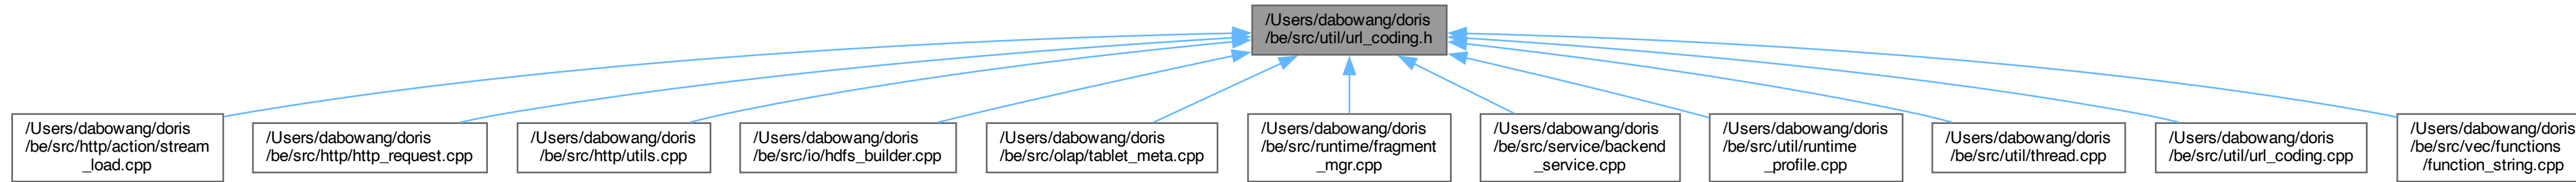 /Users/dabowang/doris
/be/src/util/url_coding.h
/Users/dabowang/doris
/be/src/http/action/stream
_load.cpp
/Users/dabowang/doris
/be/src/http/http_request.cpp
/Users/dabowang/doris
/be/src/http/utils.cpp
/Users/dabowang/doris
/be/src/io/hdfs_builder.cpp
/Users/dabowang/doris
/be/src/olap/tablet_meta.cpp
/Users/dabowang/doris
/be/src/runtime/fragment
_mgr.cpp
/Users/dabowang/doris
/be/src/service/backend
_service.cpp
/Users/dabowang/doris
/be/src/util/runtime
_profile.cpp
/Users/dabowang/doris
/be/src/util/thread.cpp
/Users/dabowang/doris
/be/src/util/url_coding.cpp
/Users/dabowang/doris
/be/src/vec/functions
/function_string.cpp